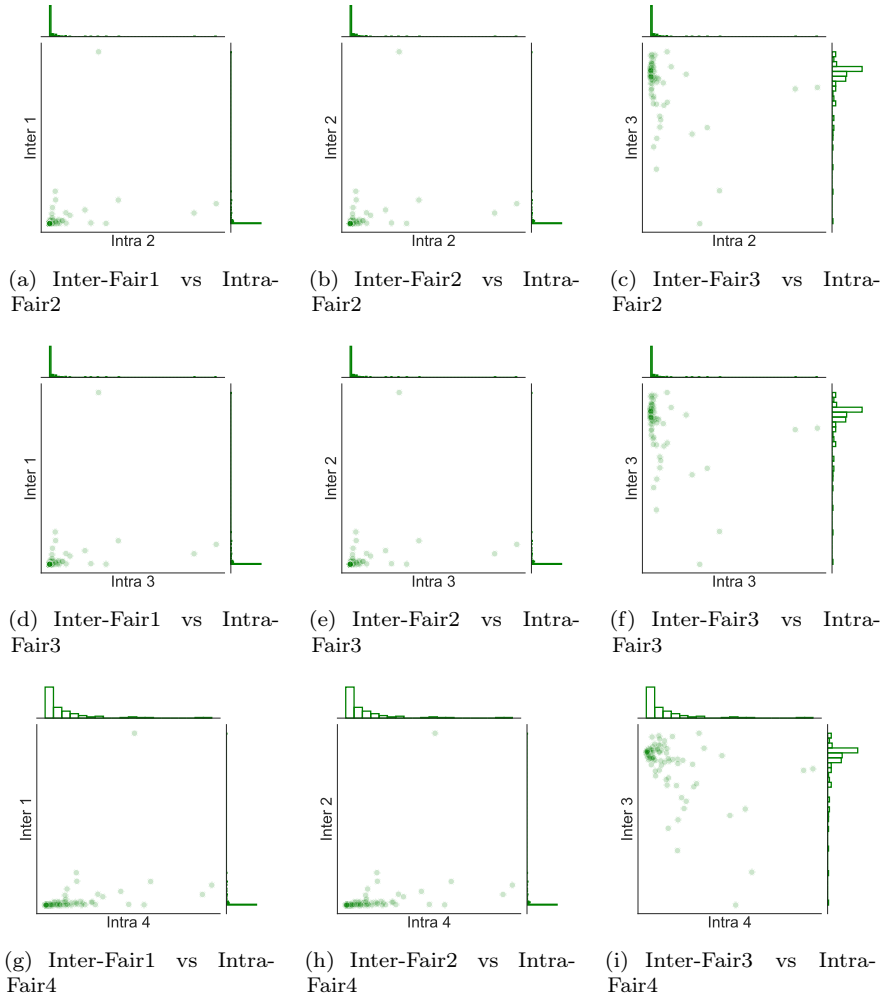 Inter 1
Intra 2
Inter 2
Intra 2
Inter 3
Intra 2
(a) Inter-Fair1 vs Intra-
Fair2
(b) Inter-Fair2 vs Intra-
Fair2
(c) Inter-Fair3 vs Intra-
Fair2
Inter 1
Intra 3
Inter 2
Intra 3
Inter 3
Intra 3
(d) Inter-Fair1 vs Intra-
Fair3
(e) Inter-Fair2 vs Intra-
Fair3
(f) Inter-Fair3 vs Intra-
Fair3
Inter 1
Intra 4
Inter 2
Intra 4
Inter 3
Intra 4
(g) Inter-Fair1 vs Intra-
Fair4
(h) Inter-Fair2 vs Intra-
Fair4
(i) Inter-Fair3 vs Intra-
Fair4